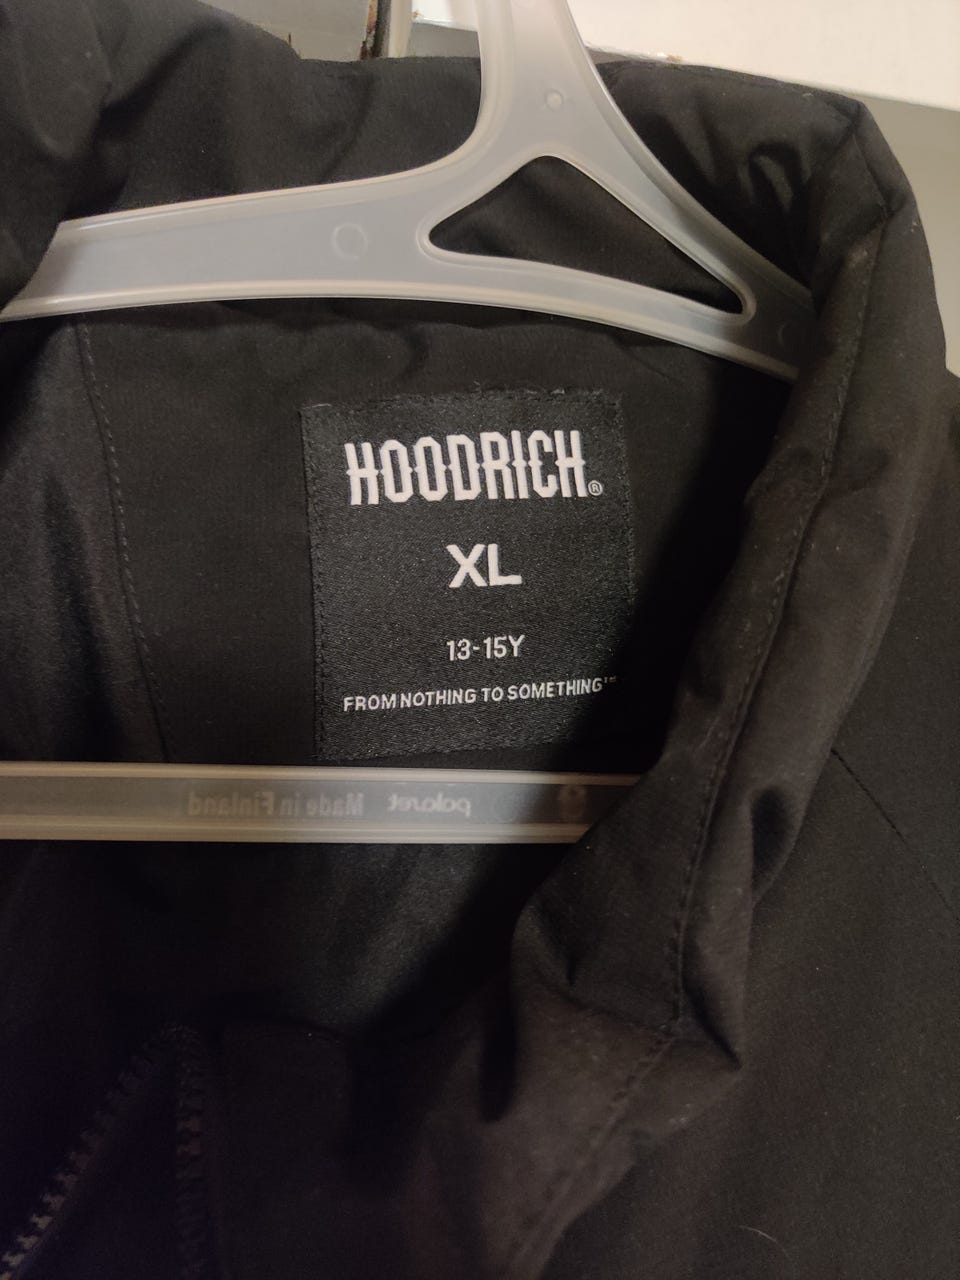 HOODRICH®
XL
13-15Y
FROM NOTHING TO SOMETHING™
polaret Made in Finland